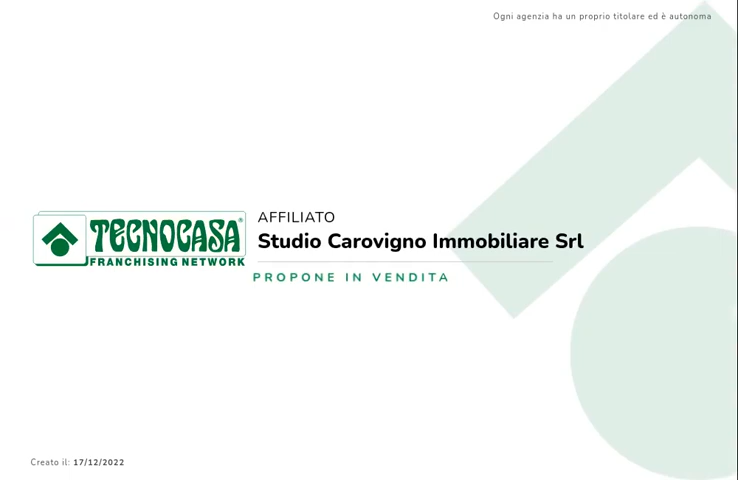 Ogni agenzia ha un proprio titolare ed è autonoma
TECNOCASA®
FRANCHISING NETWORK
AFFILIATO
Studio Carovigno Immobiliare Srl
PROPONE IN VENDITA
Creato il: 17/12/2022